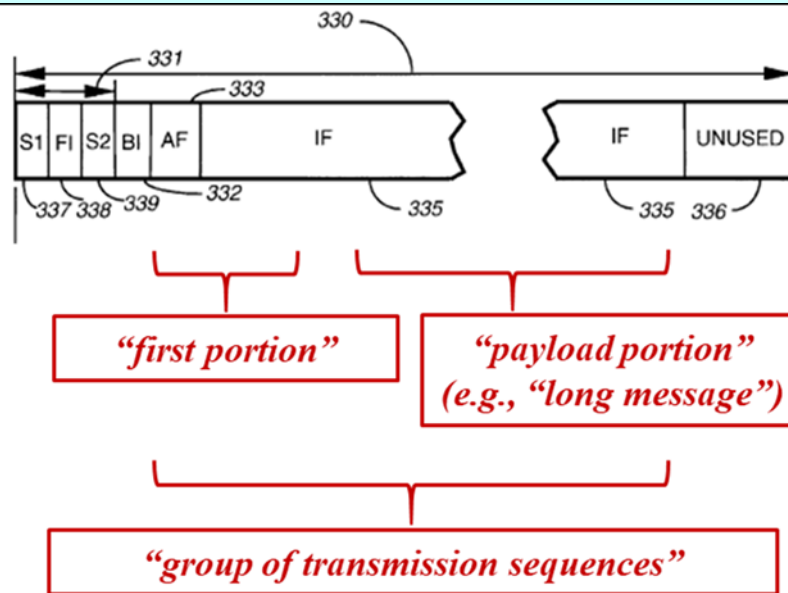 330
331
333
S1 FI S2 BI AF IF IF UNUSED
337 338 339 332 335 335 336
“first portion”
“payload portion”
(e.g., “long message”)
“group of transmission sequences”